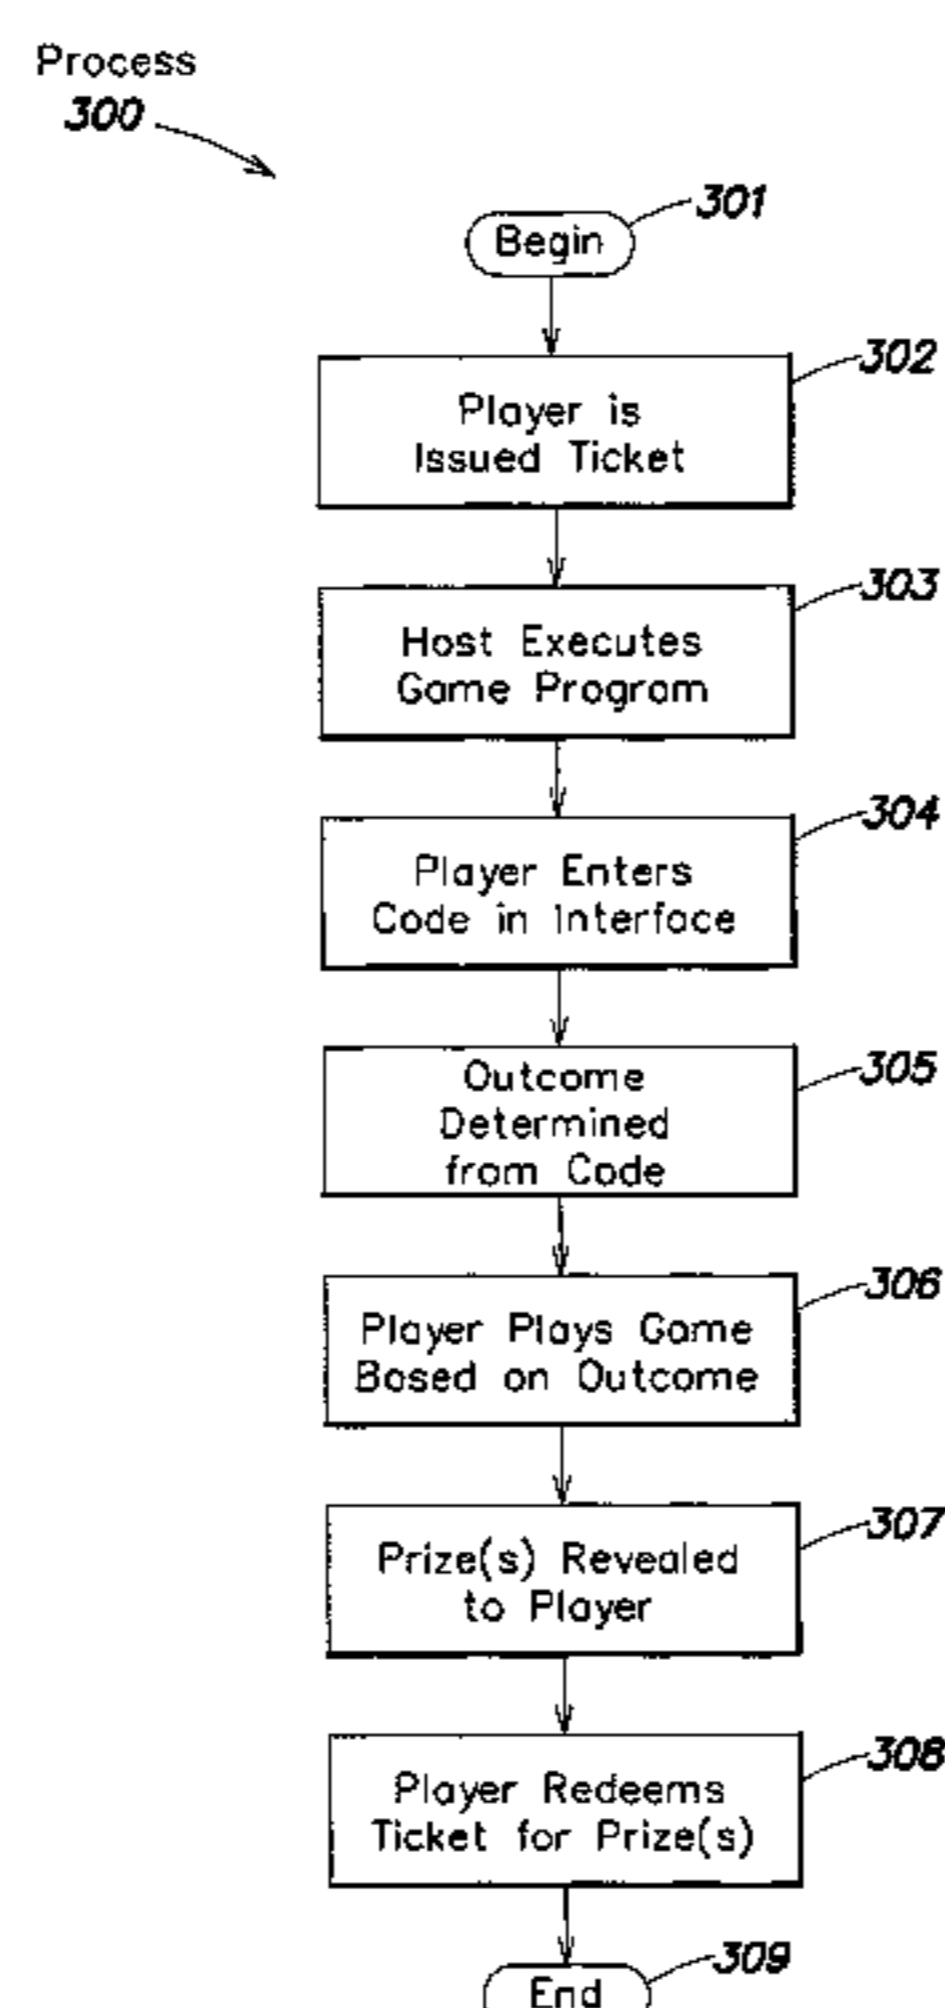 Process
300
301
Begin
302
Player is
Issued Ticket
303
Host Executes
Game Program
304
Player Enters
Code in Interface
305
Outcome
Determined
from Code
306
Player Plays Game
Based on Outcome
307
Prize(s) Revealed
to Player
308
Player Redeems
Ticket for Prize(s)
309
End